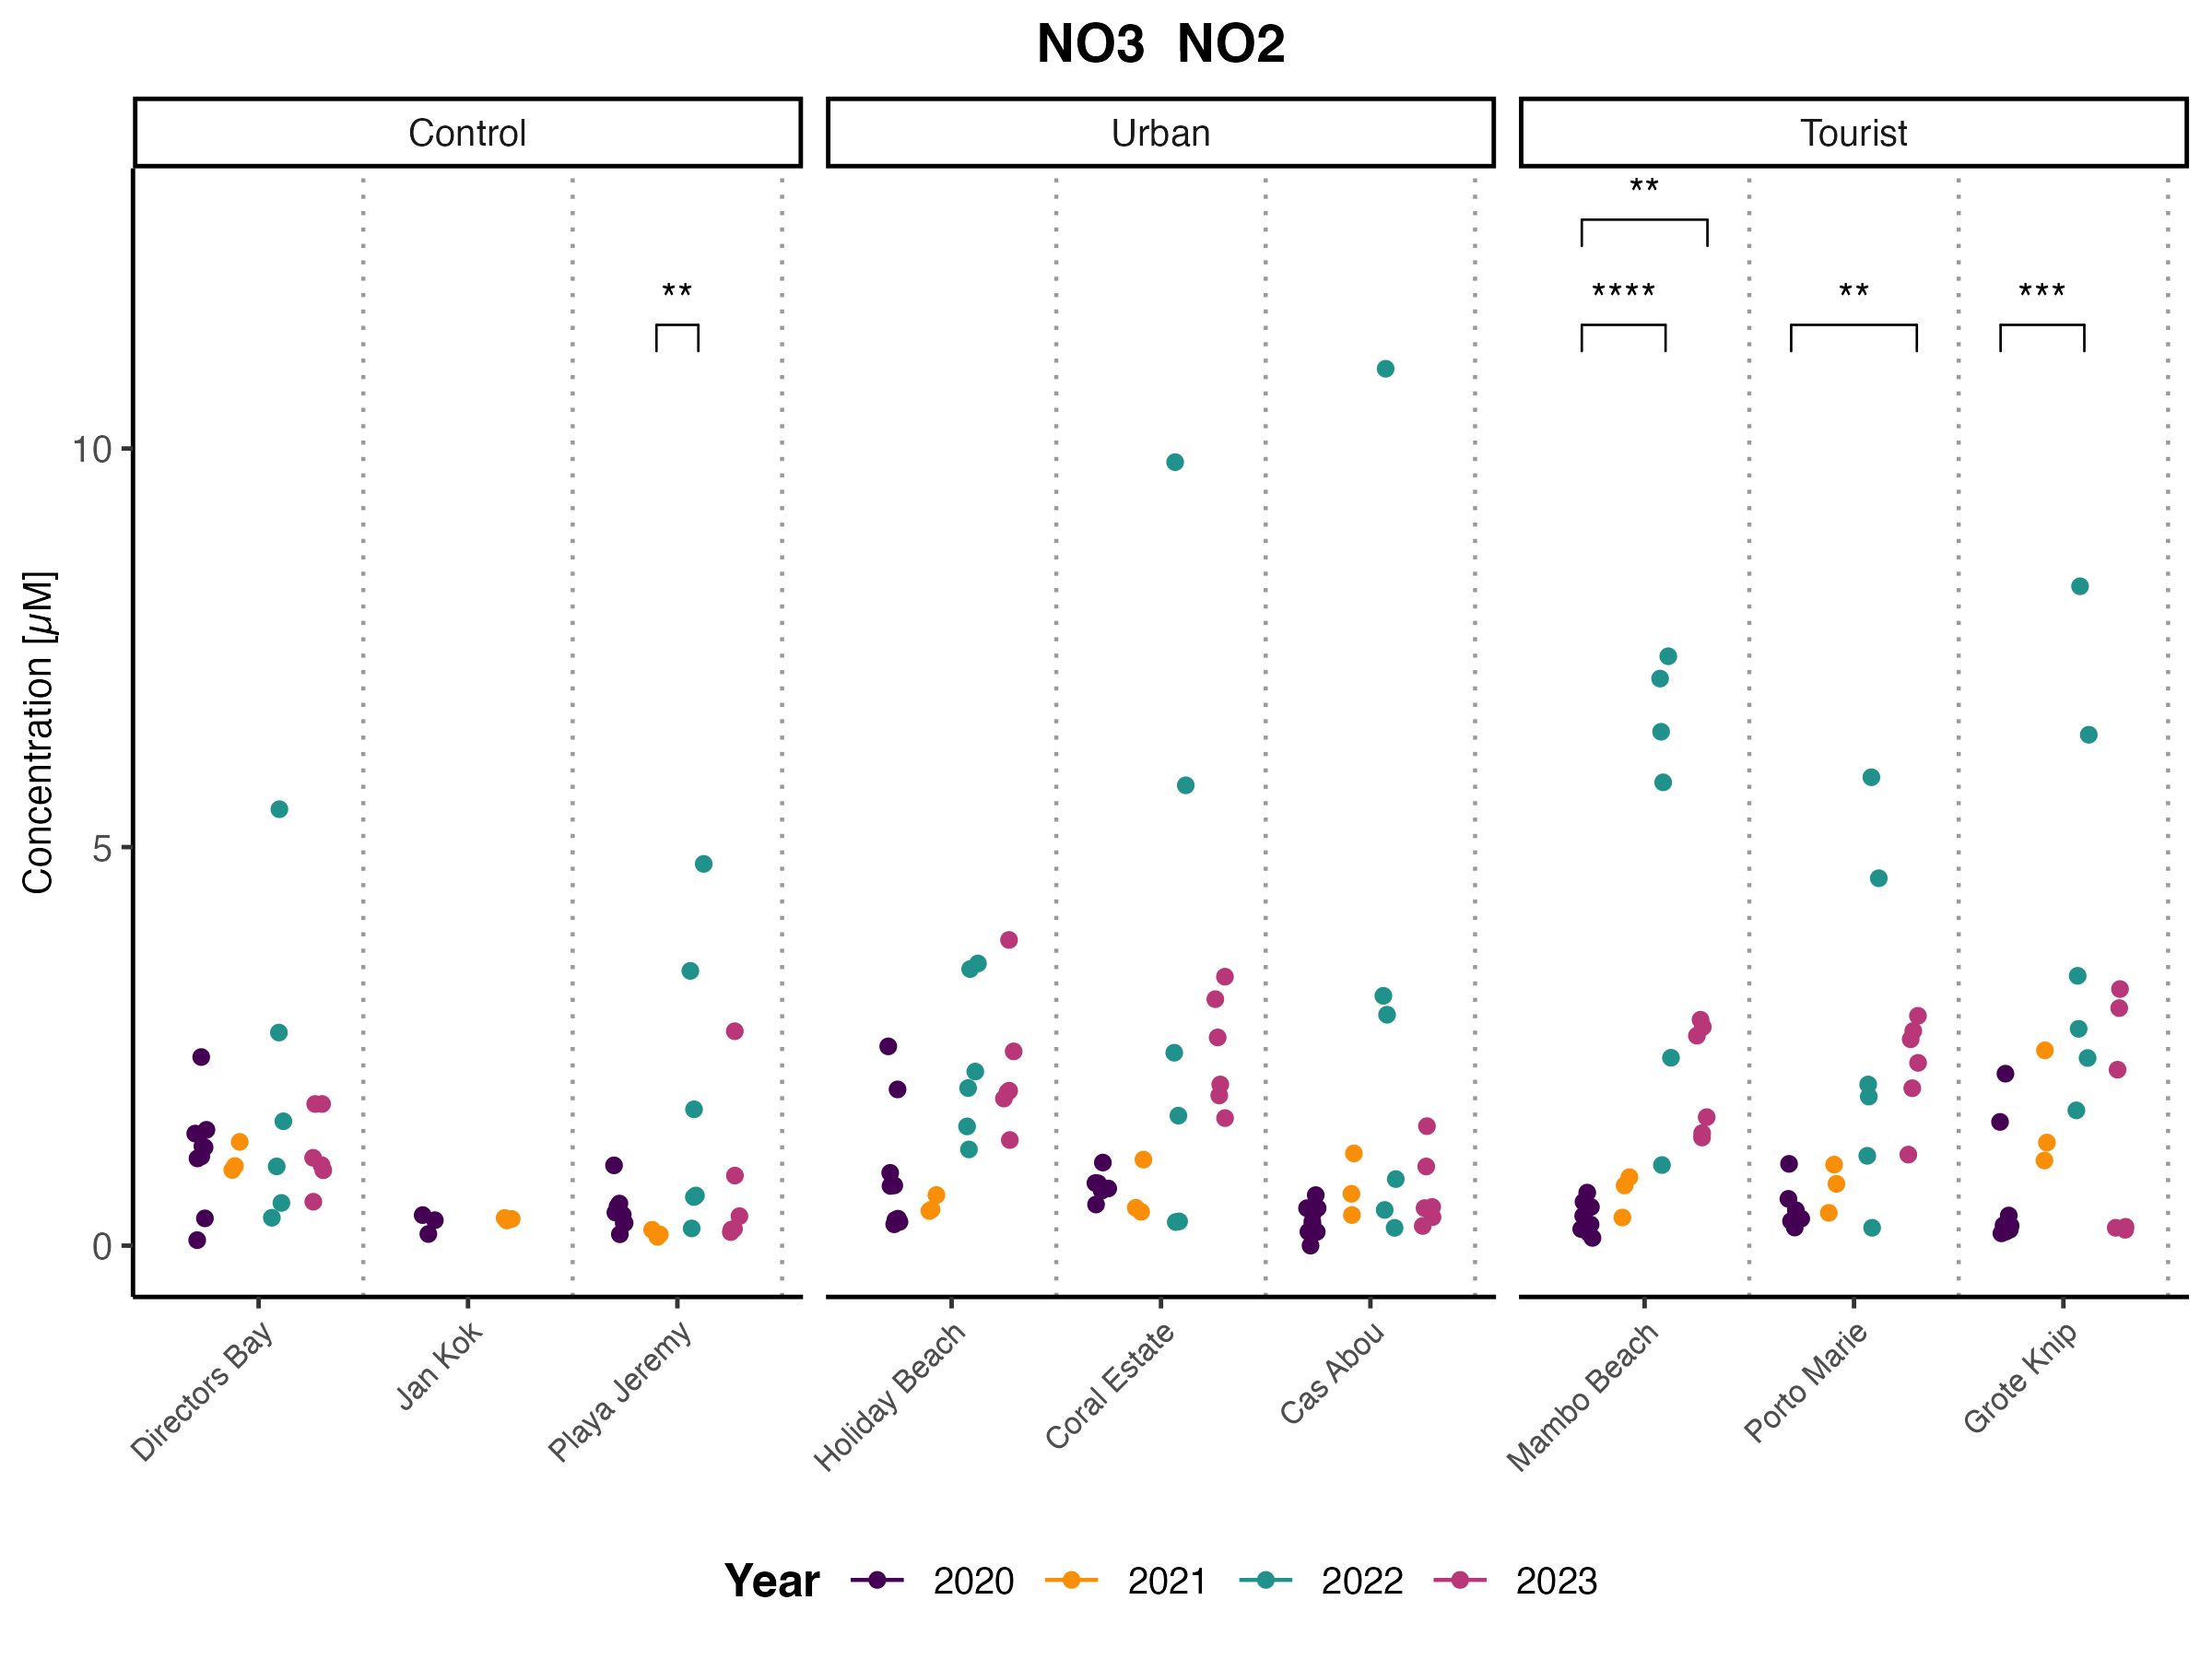 NO3 NO2
Control Urban Tourist
**
** **** ** ***
10
5
0
Concentration [µM]
Directors Bay
Jan Kok
Playa Jeremy
Holiday Beach
Coral Estate
Cas Abou
Mambo Beach
Porto Marie
Grote Knip
Year 2020 2021 2022 2023